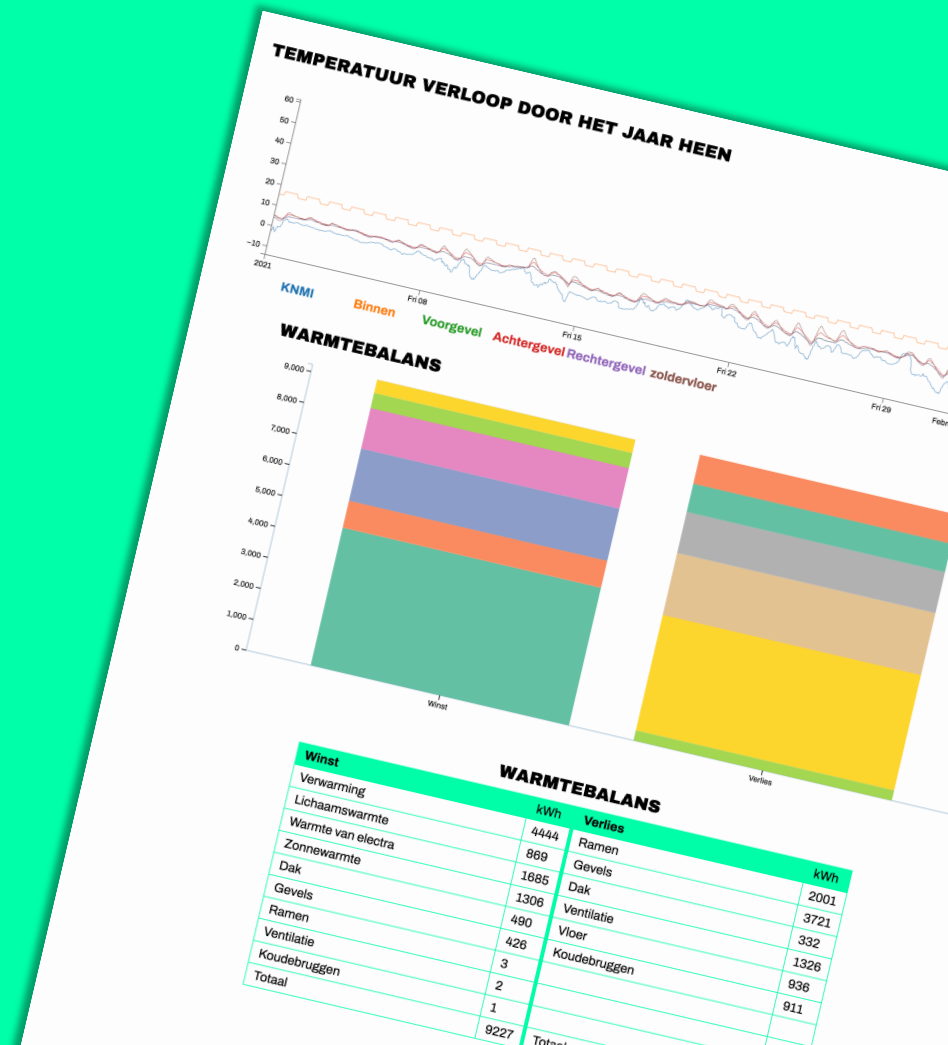 TEMPERATUUR VERLOOP DOOR HET JAAR HEEN
60
50
40
30
20
10
0
−10
2021
Fri 08
Fri 15
Fri 22
Fri 29
KNMI Binnen Voorgevel Achtergevel Rechtergevel zoldervloer
WARMTEBALANS
9,000
8,000
7,000
6,000
5,000
4,000
3,000
2,000
1,000
0
Winst
Verlies
WARMTEBALANS
Winst kWh Verlies kWh
Verwarming 4444 Ramen 2001
Lichaamswarmte 869 Gevels 3721
Warmte van electra 1685 Dak 332
Zonnewarmte 1306 Ventilatie 1326
Dak 490 Vloer 936
Gevels 426 Koudebruggen 911
Ramen 3
Ventilatie 2
Koudebruggen 1
Totaal 9227